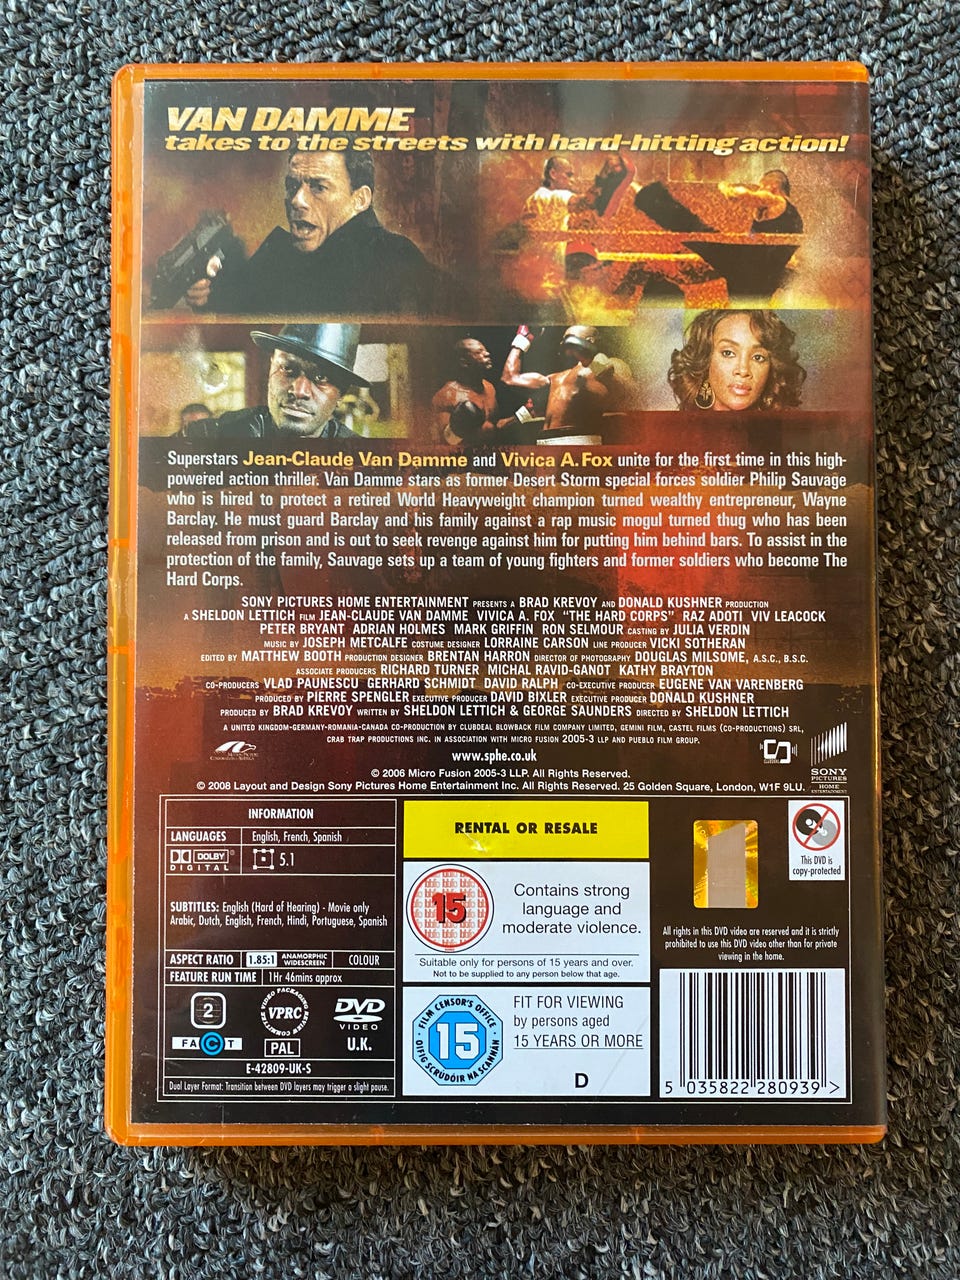 VAN DAMME
takes to the streets with hard-hitting action!
Superstars Jean-Claude Van Damme and Vivica A. Fox unite for the first time in this high-
powered action thriller. Van Damme stars as former Desert Storm special forces soldier Philip Sauvage
who is hired to protect a retired World Heavyweight champion turned wealthy entrepreneur, Wayne
Barclay. He must guard Barclay and his family against a rap music mogul turned thug who has been
released from prison and is out to seek revenge against him for putting him behind bars. To assist in the
protection of the family, Sauvage sets up a team of young fighters and former soldiers who become The
Hard Corps.
SONY PICTURES HOME ENTERTAINMENT PRESENTS A BRAD KREVOY AND DONALD KUSHNER PRODUCTION
A SHELDON LETTICH FILM JEAN-CLAUDE VAN DAMME VIVICA A. FOX "THE HARD CORPS" RAZ ADOTI VIV LEACOCK
PETER BRYANT ADRIAN HOLMES MARK GRIFFIN RON SELMOUR CASTING BY JULIA VERDIN
MUSIC BY JOSEPH METCALFE COSTUME DESIGNER LORRAINE CARSON LINE PRODUCER VICKI SOTHERAN
EDITED BY MATTHEW BOOTH PRODUCTION DESIGNER BRENTAN HARRON DIRECTOR OF PHOTOGRAPHY DOUGLAS MILSOME, A.S.C., B.S.C.
ASSOCIATE PRODUCERS RICHARD TURNER MICHAL RAVID-GANOT KATHY BRAYTON
CO-PRODUCERS VLAD PAUNESCU GERHARD SCHMIDT DAVID RALPH CO-EXECUTIVE PRODUCER EUGENE VAN VARENBERG
PRODUCED BY PIERRE SPENGLER EXECUTIVE PRODUCER DAVID BIXLER EXECUTIVE PRODUCER DONALD KUSHNER
PRODUCED BY BRAD KREVOY WRITTEN BY SHELDON LETTICH & GEORGE SAUNDERS DIRECTED BY SHELDON LETTICH
A UNITED KINGDOM-GERMANY-ROMANIA-CANADA CO-PRODUCTION BY CLUBDEAL BLOWBACK FILM COMPANY LIMITED, GEMINI FILM, CASTEL FILMS (CO-PRODUCTIONS) SRL,
CRAB TRAP PRODUCTIONS INC. IN ASSOCIATION WITH MICRO FUSION 2005-3 LLP AND PUEBLO FILM GROUP.
www.sphe.co.uk
SONY
PICTURES
HOME
ENTERTAINMENT
© 2006 Micro Fusion 2005-3 LLP. All Rights Reserved.
© 2008 Layout and Design Sony Pictures Home Entertainment Inc. All Rights Reserved. 25 Golden Square, London, W1F 9LU.
INFORMATION
LANGUAGES English, French, Spanish
DOLBY
DIGITAL
5.1
SUBTITLES: English (Hard of Hearing) - Movie only
Arabic, Dutch, English, French, Hindi, Portuguese, Spanish
ASPECT RATIO 1.85:1 ANAMORPHIC WIDESCREEN COLOUR
FEATURE RUN TIME 1Hr 46mins approx
2
VIDEO PACKAGING REVIEW COMMITTEE
VPRC
DVD
VIDEO
FACT
PAL
U.K.
E-42809-UK-S
Dual Layer Format: Transition between DVD layers may trigger a slight pause.
RENTAL OR RESALE
15
Contains strong
language and
moderate violence.
Suitable only for persons of 15 years and over.
Not to be supplied to any person below that age.
FILM CENSOR'S OFFICE
15
OIFIG SCRÚDÓIR NA SCANNÁN
FIT FOR VIEWING
by persons aged
15 YEARS OR MORE
D
This DVD is
copy-protected
All rights in this DVD video are reserved and it is strictly
prohibited to use this DVD video other than for private
viewing in the home.
5 035822 280939 >